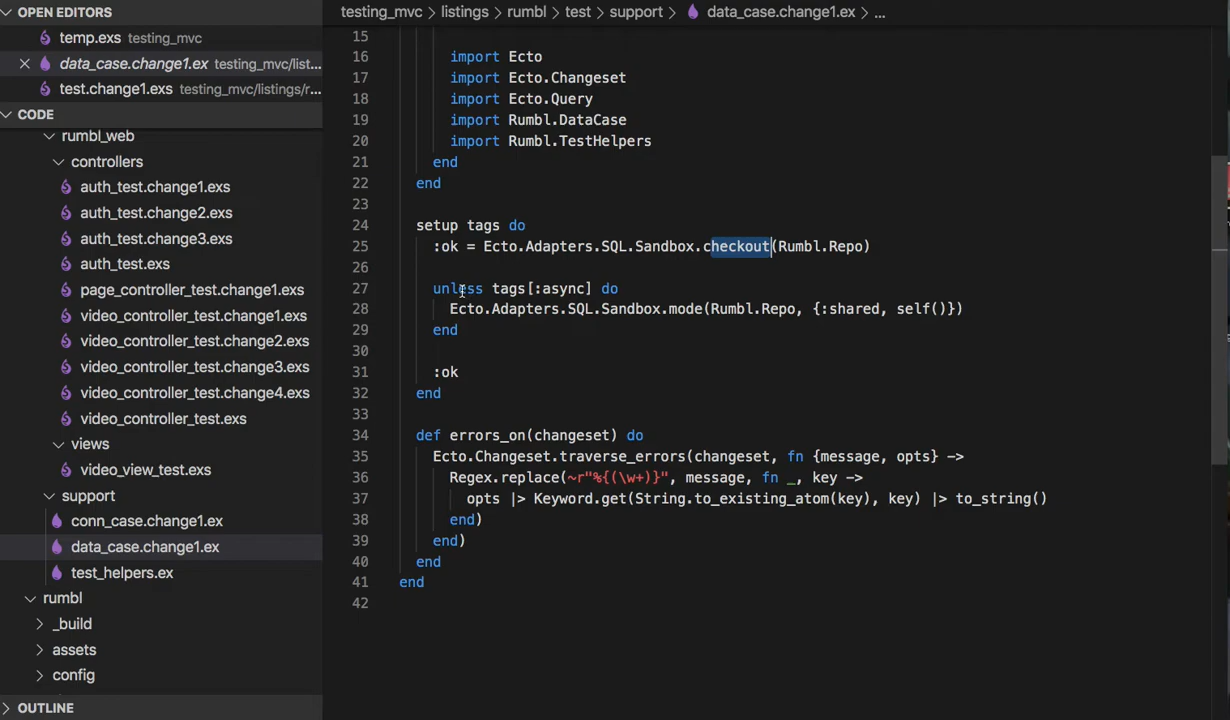 OPEN EDITORS
temp.exs testing_mvc
data_case.change1.ex testing_mvc/list...
test.change1.exs testing_mvc/listings/r...
CODE
rumbl_web
controllers
auth_test.change1.exs
auth_test.change2.exs
auth_test.change3.exs
auth_test.exs
page_controller_test.change1.exs
video_controller_test.change1.exs
video_controller_test.change2.exs
video_controller_test.change3.exs
video_controller_test.change4.exs
video_controller_test.exs
views
video_view_test.exs
support
conn_case.change1.ex
data_case.change1.ex
test_helpers.ex
rumbl
_build
assets
config
OUTLINE
testing_mvc > listings > rumbl > test > support > data_case.change1.ex > ...
15
16 import Ecto
17 import Ecto.Changeset
18 import Ecto.Query
19 import Rumbl.DataCase
20 import Rumbl.TestHelpers
21 end
22 end
23
24 setup tags do
25 :ok = Ecto.Adapters.SQL.Sandbox.checkout(Rumbl.Repo)
26
27 unless tags[:async] do
28 Ecto.Adapters.SQL.Sandbox.mode(Rumbl.Repo, {:shared, self()})
29 end
30
31 :ok
32 end
33
34 def errors_on(changeset) do
35 Ecto.Changeset.traverse_errors(changeset, fn {message, opts} ->
36 Regex.replace(~r"%{(\w+)}", message, fn _, key ->
37 opts |> Keyword.get(String.to_existing_atom(key), key) |> to_string()
38 end)
39 end)
40 end
41 end
42